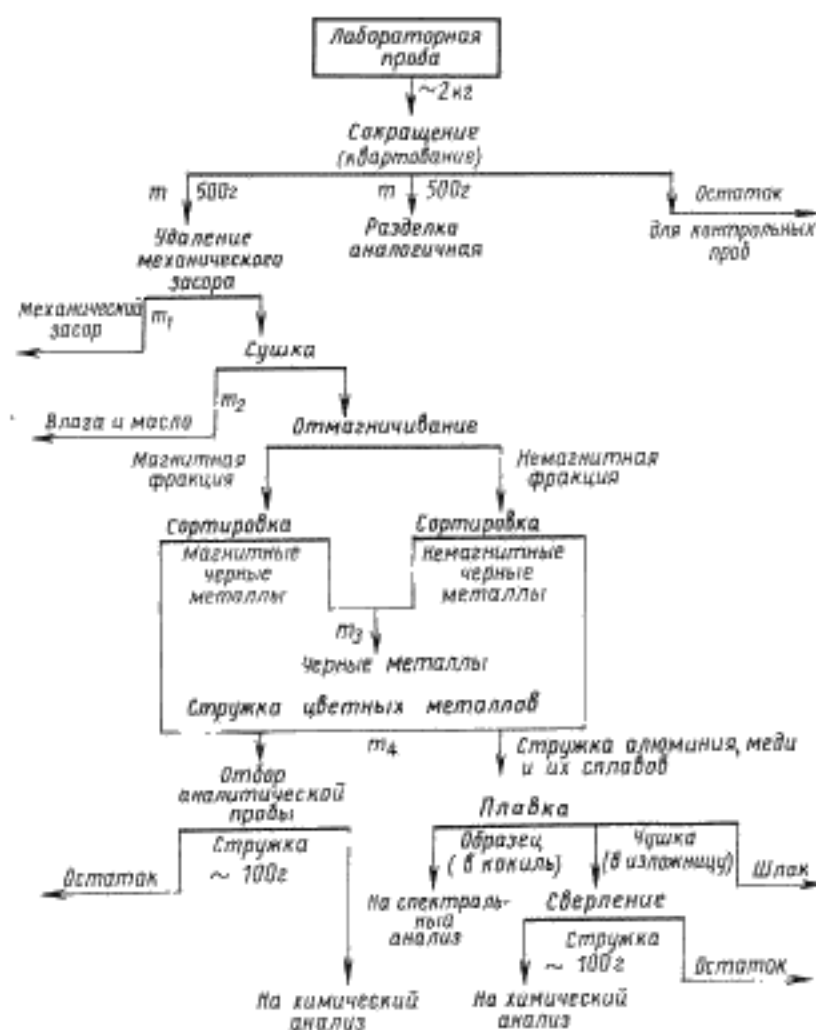 Лабораторная
проба
~2кг
Сокращение
(квартование)
m 500г
m 500г
Остаток
Удаление
механического
засора
Разделка
аналогичная
для контрольных
проб
Механический
засор
m₁
Сушка
m₂
Влага и масло
Отмагничивание
Магнитная
фракция
Немагнитная
фракция
Сортировка
Сортировка
Магнитные
черные
металлы
Немагнитные
черные
металлы
m₃
Черные металлы
Стружка цветных металлов
m₄
Отбор
аналитической
пробы
Стружка алюминия, меди
и их сплавов
Плавка
Стружка
~ 100г
Остаток
Образец
(в кокиль)
Чушка
(в изложницу)
Шлак
На спектраль-
ный
анализ
Сверление
Стружка
~ 100г
Остаток
На химический
анализ
На химический
анализ